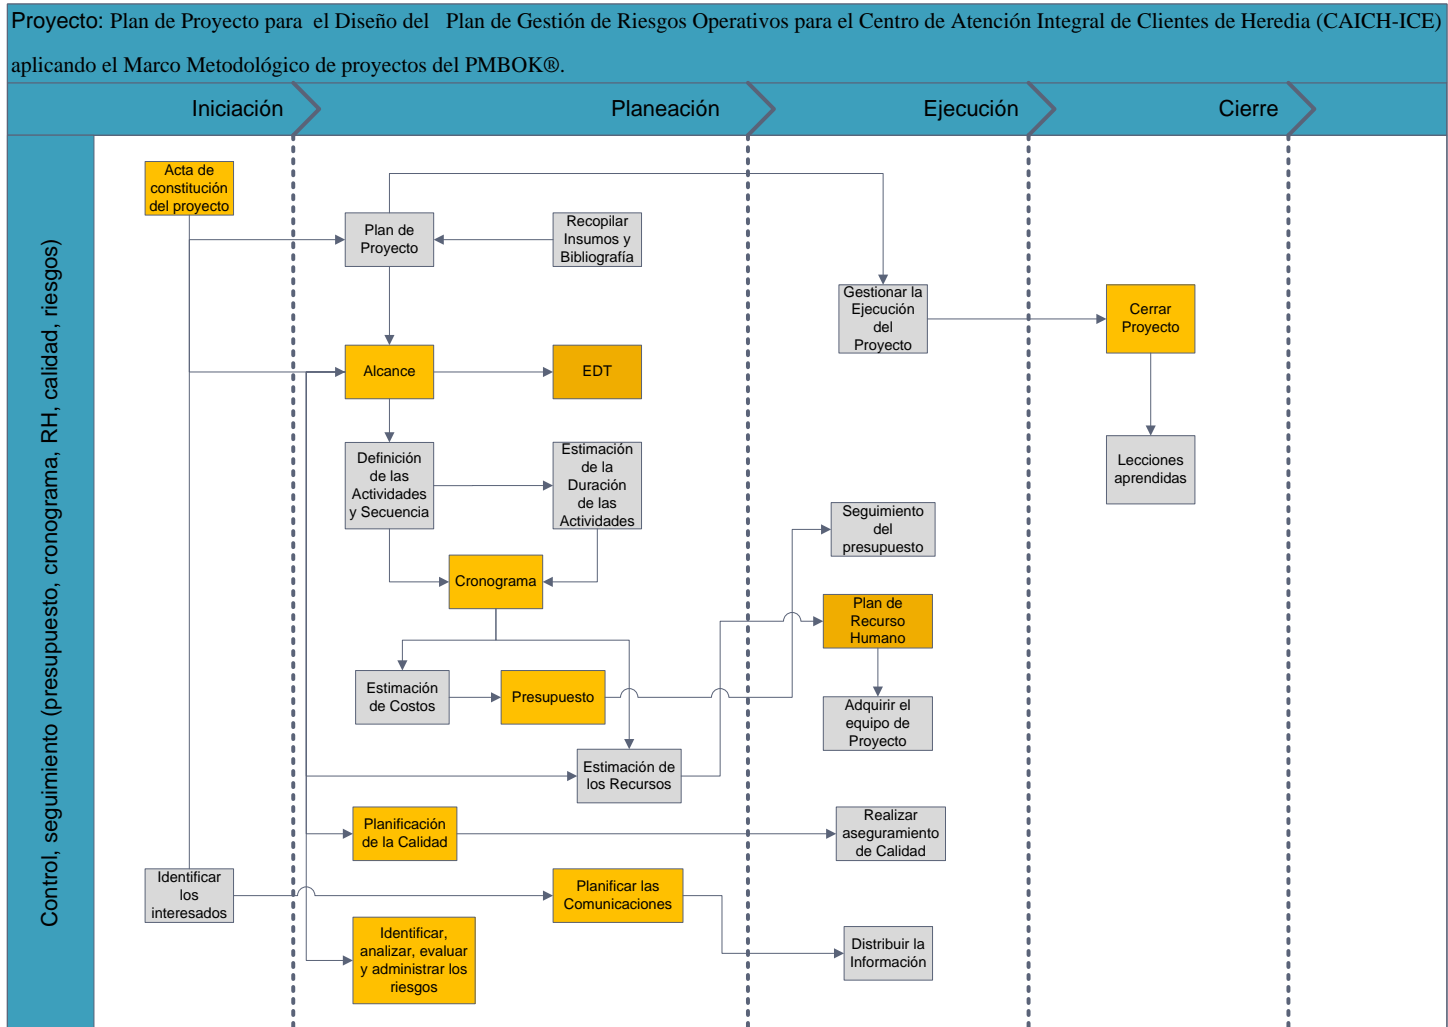 Proyecto: Plan de Proyecto para el Diseño del Plan de Gestión de Riesgos Operativos para el Centro de Atención Integral de Clientes de Heredia (CAICH-ICE)
aplicando el Marco Metodológico de proyectos del PMBOK®.
Iniciación
Planeación
Ejecución
Cierre
Control, seguimiento (presupuesto, cronograma, RH, calidad, riesgos)
Acta de
constitución
del proyecto
Plan de
Proyecto
Recopilar
Insumos y
Bibliografía
Gestionar la
Ejecución
del
Proyecto
Cerrar
Proyecto
Alcance
EDT
Definición
de las
Actividades
y Secuencia
Estimación
de la
Duración
de las
Actividades
Lecciones
aprendidas
Seguimiento
del
presupuesto
Cronograma
Plan de
Recurso
Humano
Estimación
de Costos
Presupuesto
Adquirir el
equipo de
Proyecto
Estimación de
los Recursos
Planificación
de la Calidad
Realizar
aseguramiento
de Calidad
Identificar
los
interesados
Planificar las
Comunicaciones
Identificar,
analizar, evaluar
y administrar los
riesgos
Distribuir la
Información